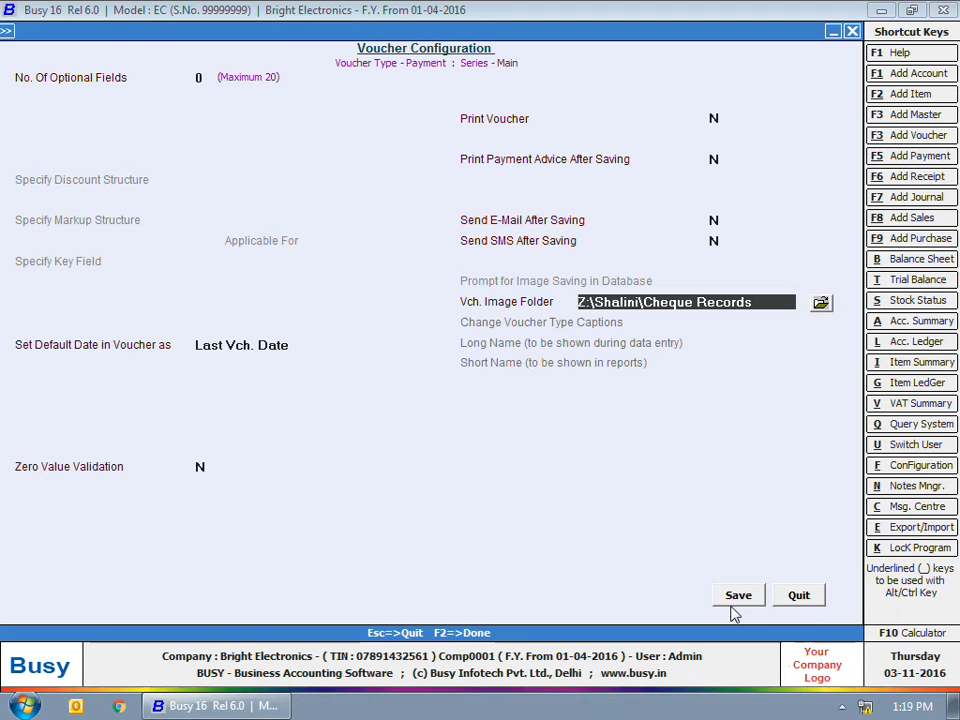 Busy 16 Rel 6.0 | Model : EC (S.No. 99999999) | Bright Electronics - F.Y. From 01-04-2016
>>
Voucher Configuration
Voucher Type - Payment : Series - Main
No. Of Optional Fields 0 (Maximum 20)
Print Voucher N
Print Payment Advice After Saving N
Specify Discount Structure
Specify Markup Structure
Send E-Mail After Saving N
Applicable For
Send SMS After Saving N
Specify Key Field
Prompt for Image Saving in Database
Vch. Image Folder Z:\Shalini\Cheque Records
Change Voucher Type Captions
Set Default Date in Voucher as Last Vch. Date
Long Name (to be shown during data entry)
Short Name (to be shown in reports)
Zero Value Validation N
Save Quit
Esc=>Quit F2=>Done
Shortcut Keys
F1 Help
F1 Add Account
F2 Add Item
F3 Add Master
F3 Add Voucher
F5 Add Payment
F6 Add Receipt
F7 Add Journal
F8 Add Sales
F9 Add Purchase
B Balance Sheet
T Trial Balance
S Stock Status
A Acc. Summary
L Acc. Ledger
I Item Summary
G Item LedGer
V VAT Summary
Q Query System
U Switch User
F ConFiguration
N Notes Mngr.
C Msg. Centre
E Export/Import
K LocK Program
Underlined (_) keys
to be used with
Alt/Ctrl Key
F10 Calculator
Busy
Company : Bright Electronics - ( TIN : 07891432561 ) Comp0001 ( F.Y. From 01-04-2016 ) - User : Admin
BUSY - Business Accounting Software ; (c) Busy Infotech Pvt. Ltd., Delhi ; www.busy.in
Your
Company
Logo
Thursday
03-11-2016
Busy 16 Rel 6.0 | M...
1:19 PM